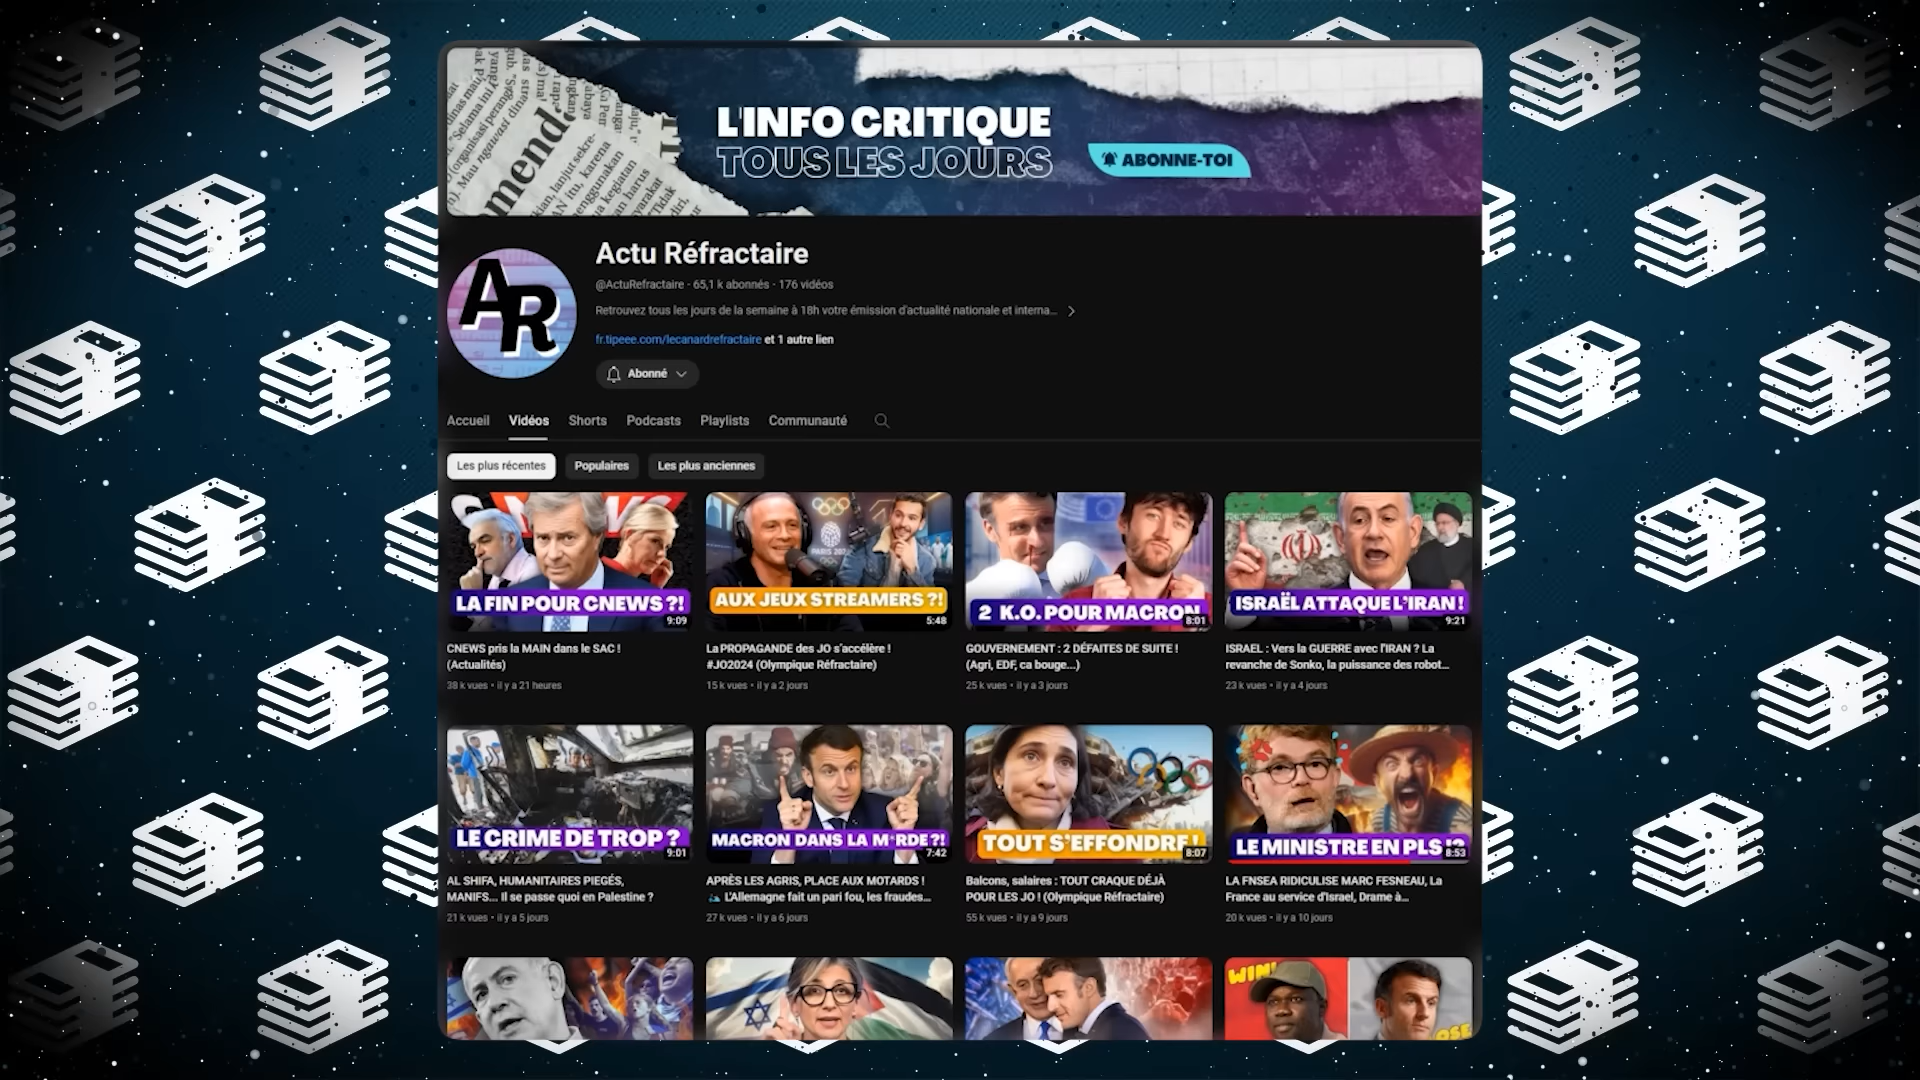 L'INFO CRITIQUE
TOUS LES JOURS
ABONNE-TOI
mend
AR
Actu Réfractaire
@ActuRefractaire - 65,1 k abonnés - 176 vidéos
Retrouvez tous les jours de la semaine à 18h votre émission d'actualité nationale et interna...
fr.tipeee.com/lecanardrefractaire et 1 autre lien
Abonné
Accueil Vidéos Shorts Podcasts Playlists Communauté
Les plus récentes Populaires Les plus anciennes
LA FIN POUR CNEWS ?!
9:09
PARIS 202
AUX JEUX STREAMERS ?!
5:48
2 K.O. POUR MACRON
8:01
ISRAËL ATTAQUE L'IRAN !
9:21
CNEWS pris la MAIN dans le SAC !
(Actualités)
38 k vues • il y a 21 heures
La PROPAGANDE des JO s'accélère !
#JO2024 (Olympique Réfractaire)
15 k vues • il y a 2 jours
GOUVERNEMENT : 2 DÉFAITES DE SUITE !
(Agri, EDF, ca bouge...)
25 k vues • il y a 3 jours
ISRAEL : Vers la GUERRE avec l'IRAN ? La
revanche de Sonko, la puissance des robot...
23 k vues • il y a 4 jours
LE CRIME DE TROP ?
9:01
MACRON DANS LA M*RDE ?!
7:42
TOUT S'EFFONDRE !
8:07
LE MINISTRE EN PLS !?
8:53
AL SHIFA, HUMANITAIRES PIEGÉS,
MANIFS... Il se passe quoi en Palestine ?
21 k vues • il y a 5 jours
APRÈS LES AGRIS, PLACE AUX MOTARDS !
L'Allemagne fait un pari fou, les fraudes...
27 k vues • il y a 6 jours
Balcons, salaires : TOUT CRAQUE DÉJÀ
POUR LES JO ! (Olympique Réfractaire)
55 k vues • il y a 9 jours
LA FNSEA RIDICULISE MARC FESNEAU, La
France au service d'Israel, Drame à...
20 k vues • il y a 10 jours
WIN!
OSE